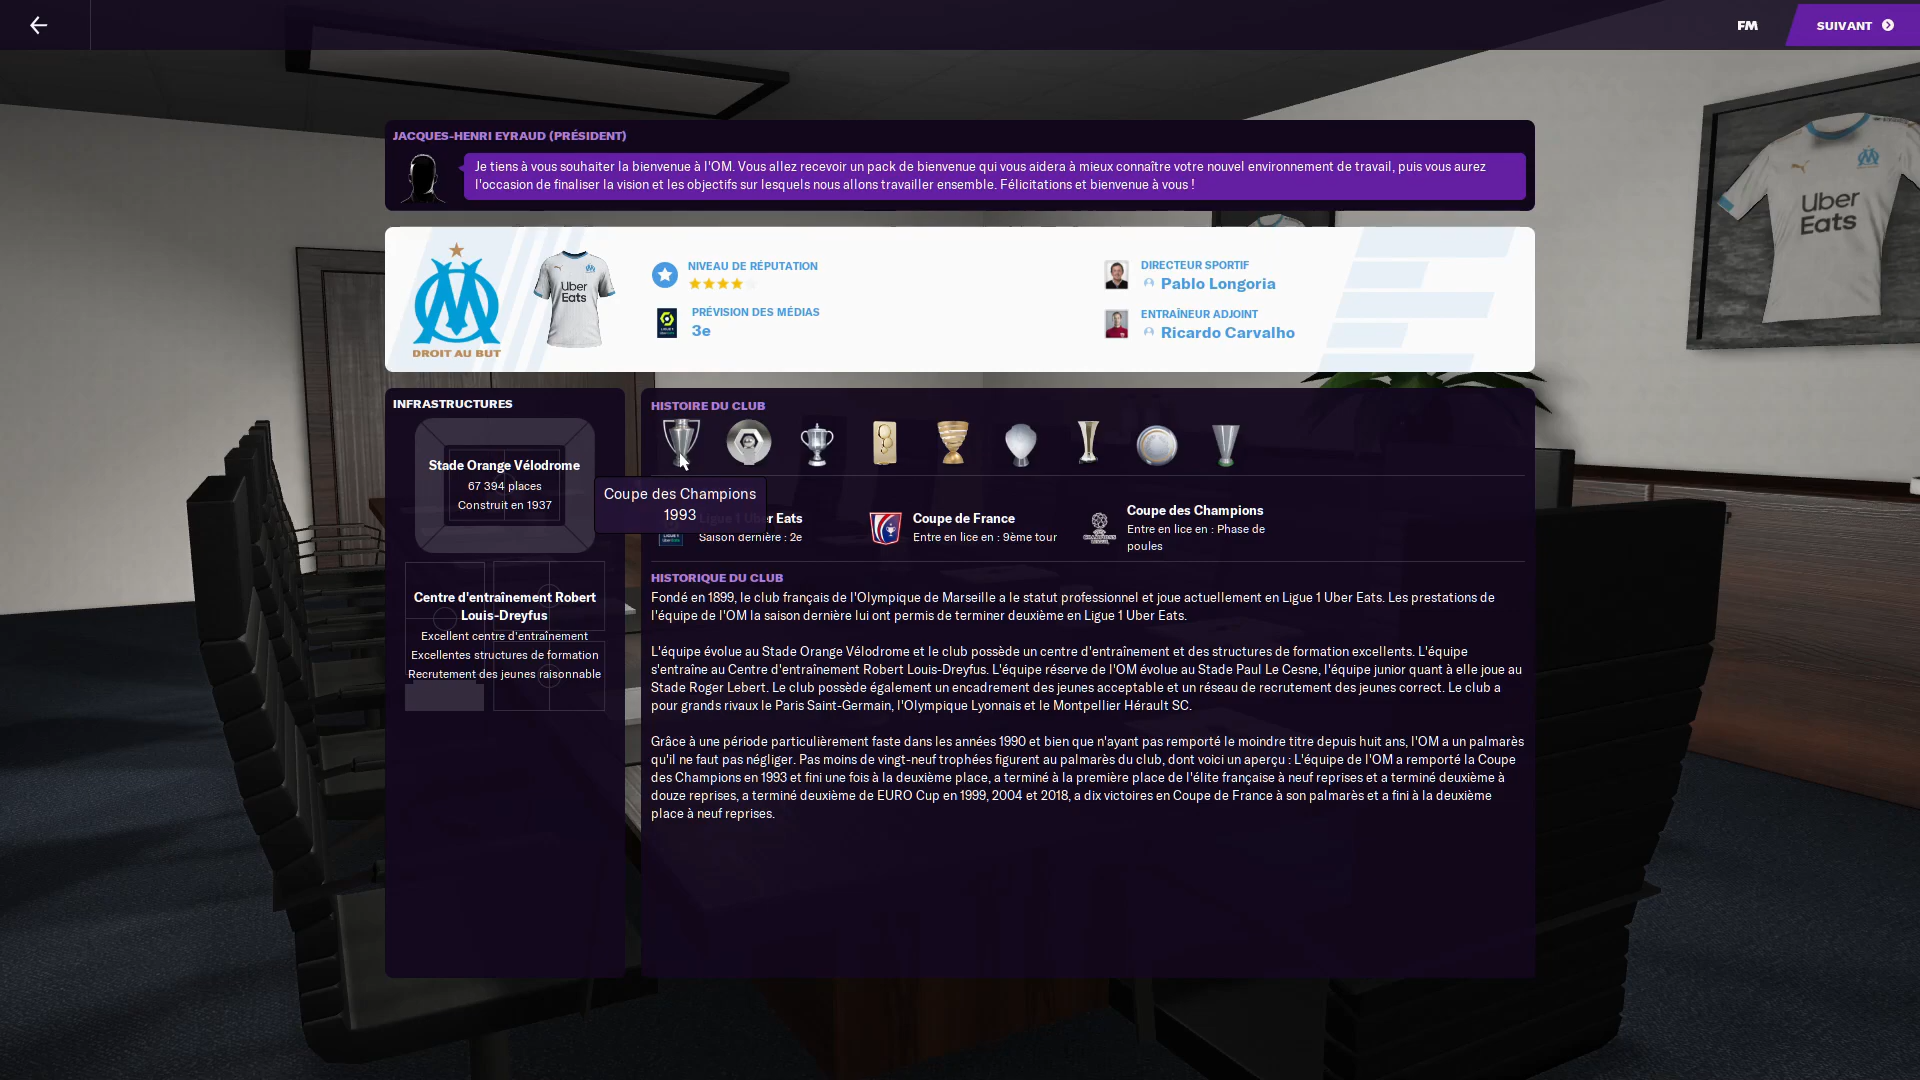 FM
SUIVANT
JACQUES-HENRI EYRAUD (PRÉSIDENT)
Je tiens à vous souhaiter la bienvenue à l'OM. Vous allez recevoir un pack de bienvenue qui vous aidera à mieux connaître votre nouvel environnement de travail, puis vous aurez
l'occasion de finaliser la vision et les objectifs sur lesquels nous allons travailler ensemble. Félicitations et bienvenue à vous !
Uber
Eats
DROIT AU BUT
Uber
Eats
NIVEAU DE RÉPUTATION
PRÉVISION DES MÉDIAS
3e
DIRECTEUR SPORTIF
Pablo Longoria
ENTRAÎNEUR ADJOINT
Ricardo Carvalho
INFRASTRUCTURES
Stade Orange Vélodrome
67 394 places
Construit en 1937
Centre d'entraînement Robert
Louis-Dreyfus
Excellent centre d'entraînement
Excellentes structures de formation
Recrutement des jeunes raisonnable
HISTOIRE DU CLUB
Coupe des Champions
1993
Ligue 1 Uber Eats
Saison dernière : 2e
Coupe de France
Entre en lice en : 9ème tour
Coupe des Champions
Entre en lice en : Phase de
poules
HISTORIQUE DU CLUB
Fondé en 1899, le club français de l'Olympique de Marseille a le statut professionnel et joue actuellement en Ligue 1 Uber Eats. Les prestations de
l'équipe de l'OM la saison dernière lui ont permis de terminer deuxième en Ligue 1 Uber Eats.
L'équipe évolue au Stade Orange Vélodrome et le club possède un centre d'entraînement et des structures de formation excellents. L'équipe
s'entraîne au Centre d'entraînement Robert Louis-Dreyfus. L'équipe réserve de l'OM évolue au Stade Paul Le Cesne, l'équipe junior quant à elle joue au
Stade Roger Lebert. Le club possède également un encadrement des jeunes acceptable et un réseau de recrutement des jeunes correct. Le club a
pour grands rivaux le Paris Saint-Germain, l'Olympique Lyonnais et le Montpellier Hérault SC.
Grâce à une période particulièrement faste dans les années 1990 et bien que n'ayant pas remporté le moindre titre depuis huit ans, l'OM a un palmarès
qu'il ne faut pas négliger. Pas moins de vingt-neuf trophées figurent au palmarès du club, dont voici un aperçu : L'équipe de l'OM a remporté la Coupe
des Champions en 1993 et fini une fois à la deuxième place, a terminé à la première place de l'élite française à neuf reprises et a terminé deuxième à
douze reprises, a terminé deuxième de EURO Cup en 1999, 2004 et 2018, a dix victoires en Coupe de France à son palmarès et a fini à la deuxième
place à neuf reprises.